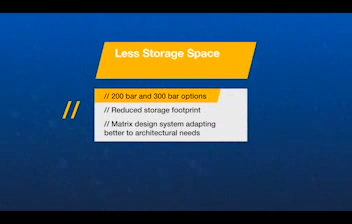 Less Storage Space
// 200 bar and 300 bar options
// Reduced storage footprint
// Matrix design system adapting
better to architectural needs
//